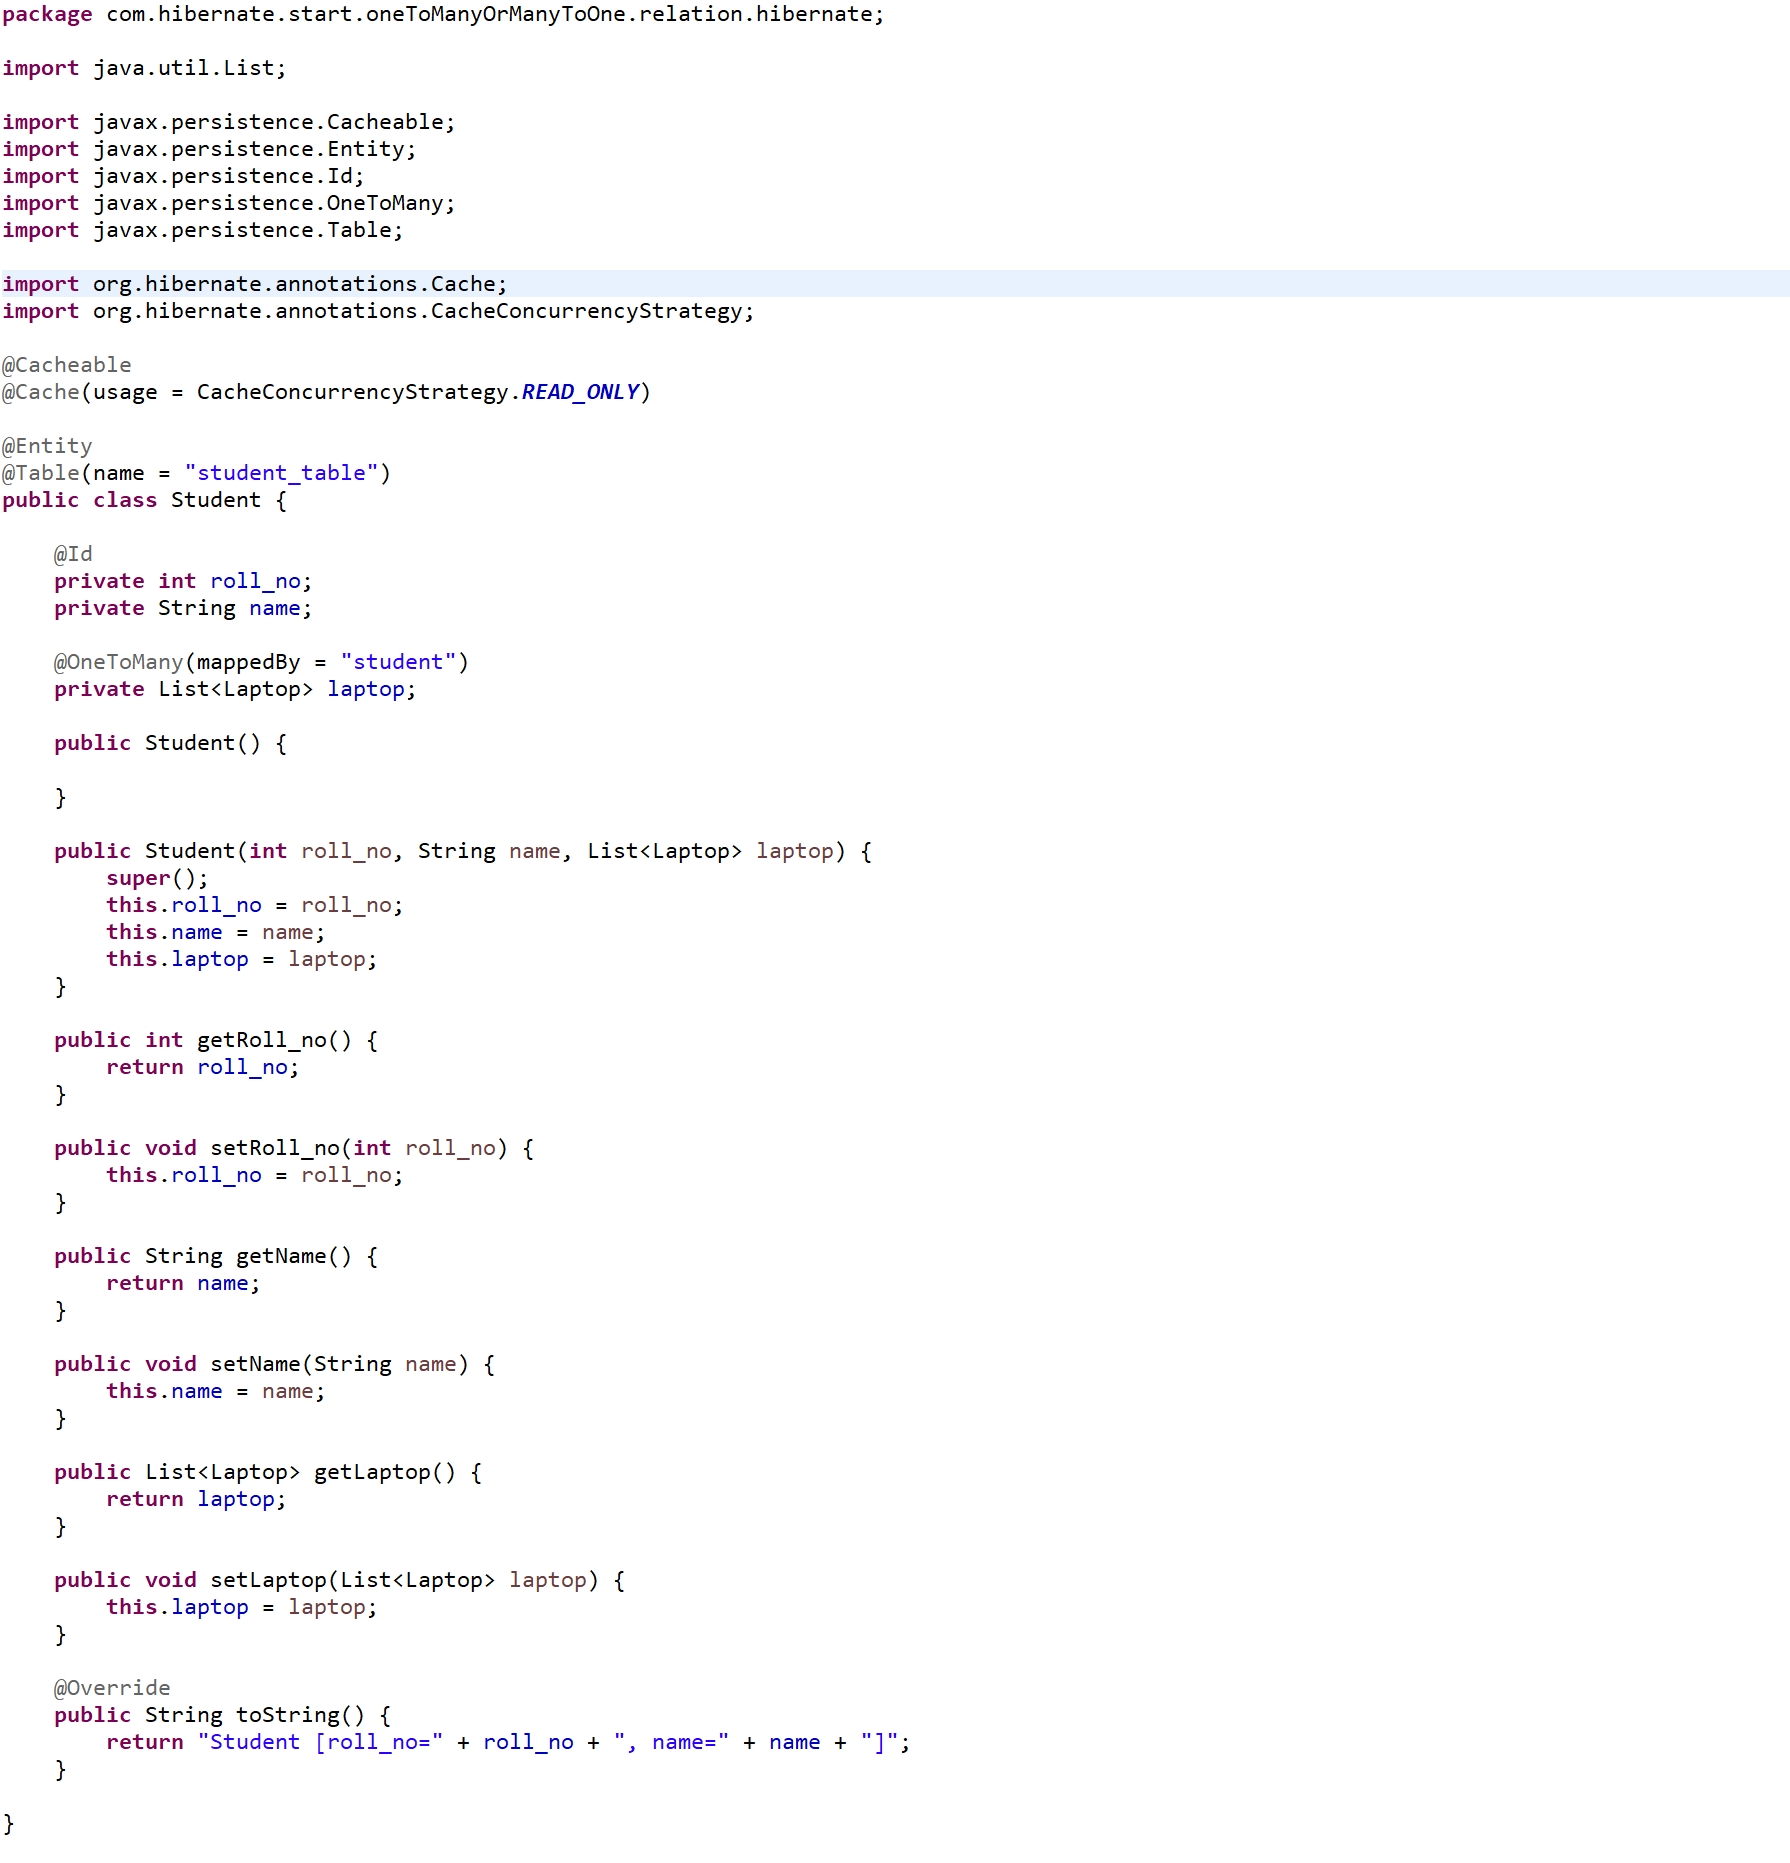 package com.hibernate.start.oneToManyOrManyToOne.relation.hibernate;
import java.util.List;
import javax.persistence.Cacheable;
import javax.persistence.Entity;
import javax.persistence.Id;
import javax.persistence.OneToMany;
import javax.persistence.Table;
import org.hibernate.annotations.Cache;
import org.hibernate.annotations.CacheConcurrencyStrategy;
@Cacheable
@Cache(usage = CacheConcurrencyStrategy.READ_ONLY)
@Entity
@Table(name = "student_table")
public class Student {
    @Id
    private int roll_no;
    private String name;
    @OneToMany(mappedBy = "student")
    private List<Laptop> laptop;
    public Student() {
    }
    public Student(int roll_no, String name, List<Laptop> laptop) {
        super();
        this.roll_no = roll_no;
        this.name = name;
        this.laptop = laptop;
    }
    public int getRoll_no() {
        return roll_no;
    }
    public void setRoll_no(int roll_no) {
        this.roll_no = roll_no;
    }
    public String getName() {
        return name;
    }
    public void setName(String name) {
        this.name = name;
    }
    public List<Laptop> getLaptop() {
        return laptop;
    }
    public void setLaptop(List<Laptop> laptop) {
        this.laptop = laptop;
    }
    @Override
    public String toString() {
        return "Student [roll_no=" + roll_no + ", name=" + name + "]";
    }
}